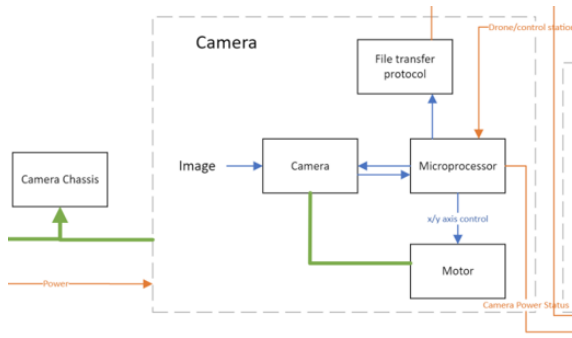 Camera
File transfer
protocol
Drone/control station
Image
Camera
Microprocessor
Camera Chassis
x/y axis control
Power
Motor
Camera Power Status